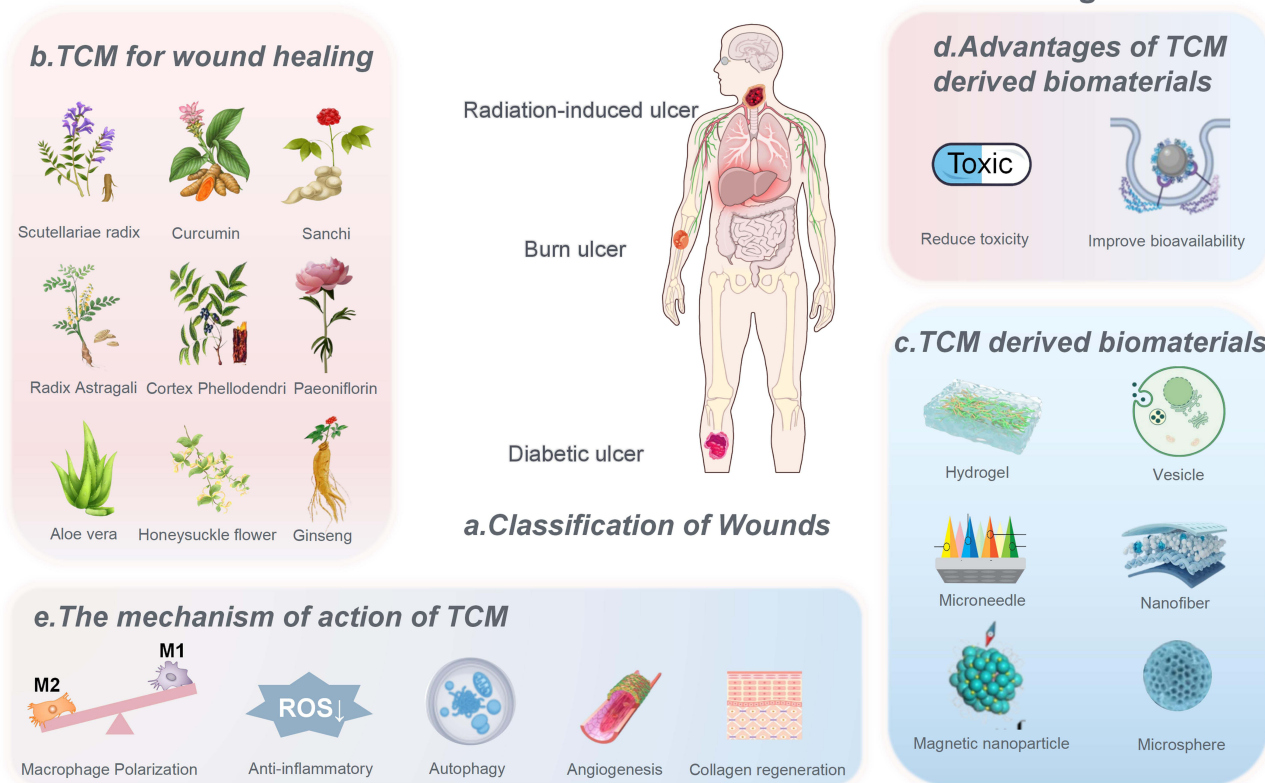 b.TCM for wound healing
Scutellariae radix
Curcumin
Sanchi
Radix Astragali
Cortex Phellodendri
Paeoniflorin
Aloe vera
Honeysuckle flower
Ginseng
Radiation-induced ulcer
Burn ulcer
Diabetic ulcer
a.Classification of Wounds
d.Advantages of TCM
derived biomaterials
Toxic
Reduce toxicity
Improve bioavailability
c.TCM derived biomaterials
Hydrogel
Vesicle
Microneedle
Nanofiber
Magnetic nanoparticle
Microsphere
e.The mechanism of action of TCM
M1
M2
ROS↓
Macrophage Polarization
Anti-inflammatory
Autophagy
Angiogenesis
Collagen regeneration